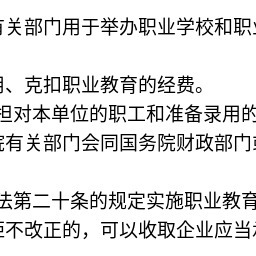 有关部门用于举办职业学校和职业
用、克扣职业教育的经费。
担对本单位的职工和准备录用的
院有关部门会同国务院财政部门
法第二十条的规定实施职业教育
拒不改正的，可以收取企业应当